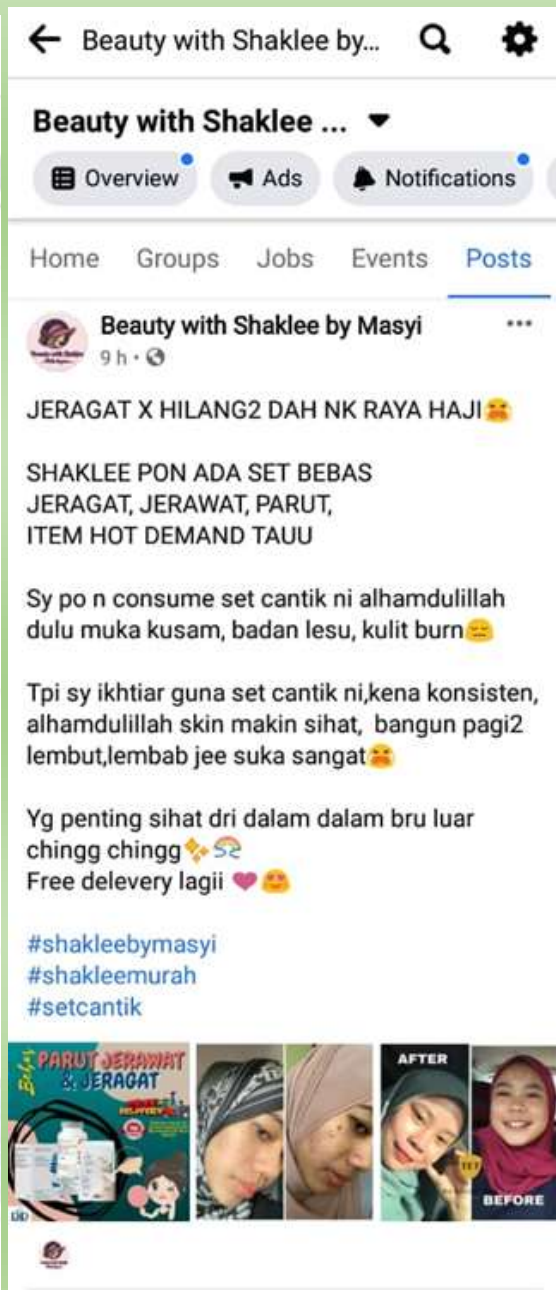 Beauty with Shaklee by...
Beauty with Shaklee ...
Overview
Ads
Notifications
Home Groups Jobs Events Posts
Beauty with Shaklee by Masyi
9 h
JERAGAT X HILANG2 DAH NK RAYA HAJI😫
SHAKLEE PON ADA SET BEBAS
JERAGAT, JERAWAT, PARUT,
ITEM HOT DEMAND TAUU
Sy po n consume set cantik ni alhamdulillah
dulu muka kusam, badan lesu, kulit burn😔
Tpi sy ikhtiar guna set cantik ni,kena konsisten,
alhamdulillah skin makin sihat, bangun pagi2
lembut,lembab jee suka sangat😫
Yg penting sihat dri dalam dalam bru luar
chingg chingg✨🌈
Free delevery lagii ❤️😍
#shakleebymasyi
#shakleemurah
#setcantik
Bebas
PARUT JERAWAT
& JERAGAT
AFTER
BEFORE